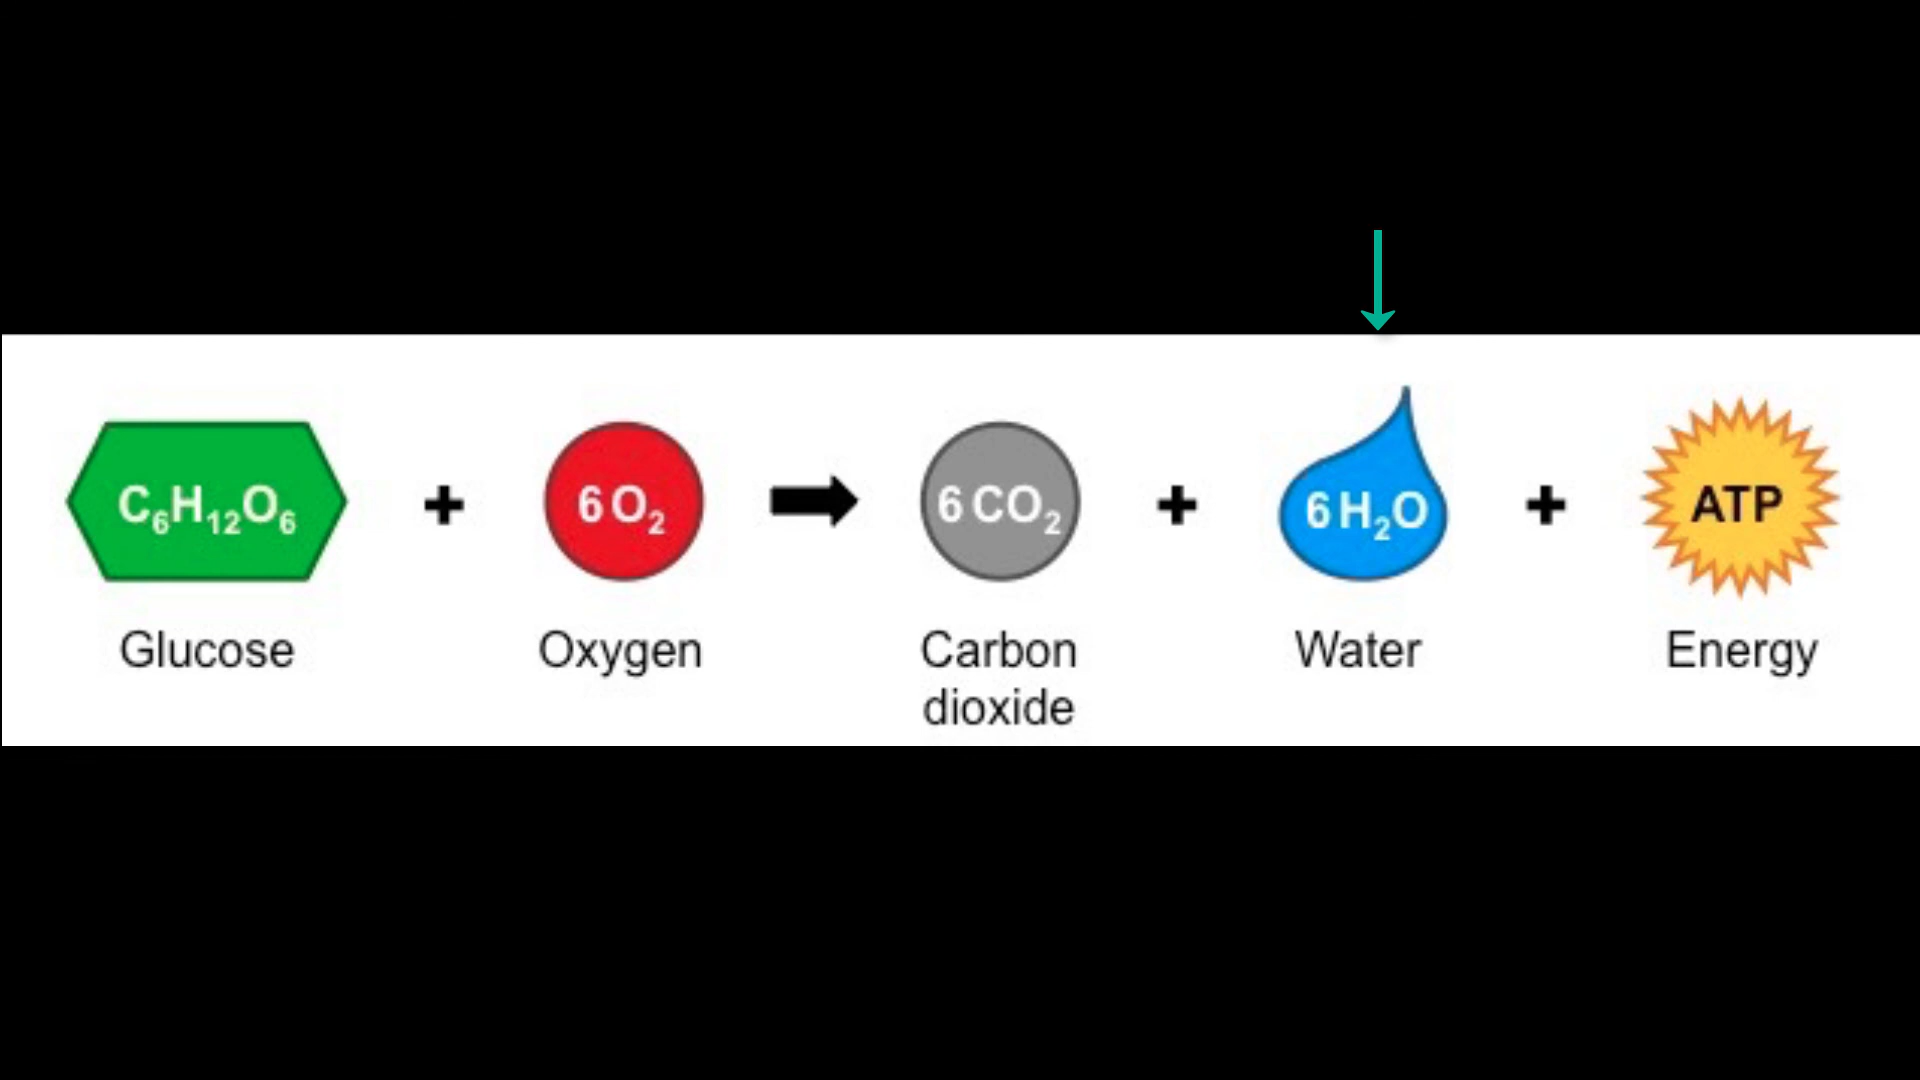 C₆H₁₂O₆ + 6 O₂ → 6 CO₂ + 6 H₂O + ATP
Glucose Oxygen Carbon dioxide Water Energy